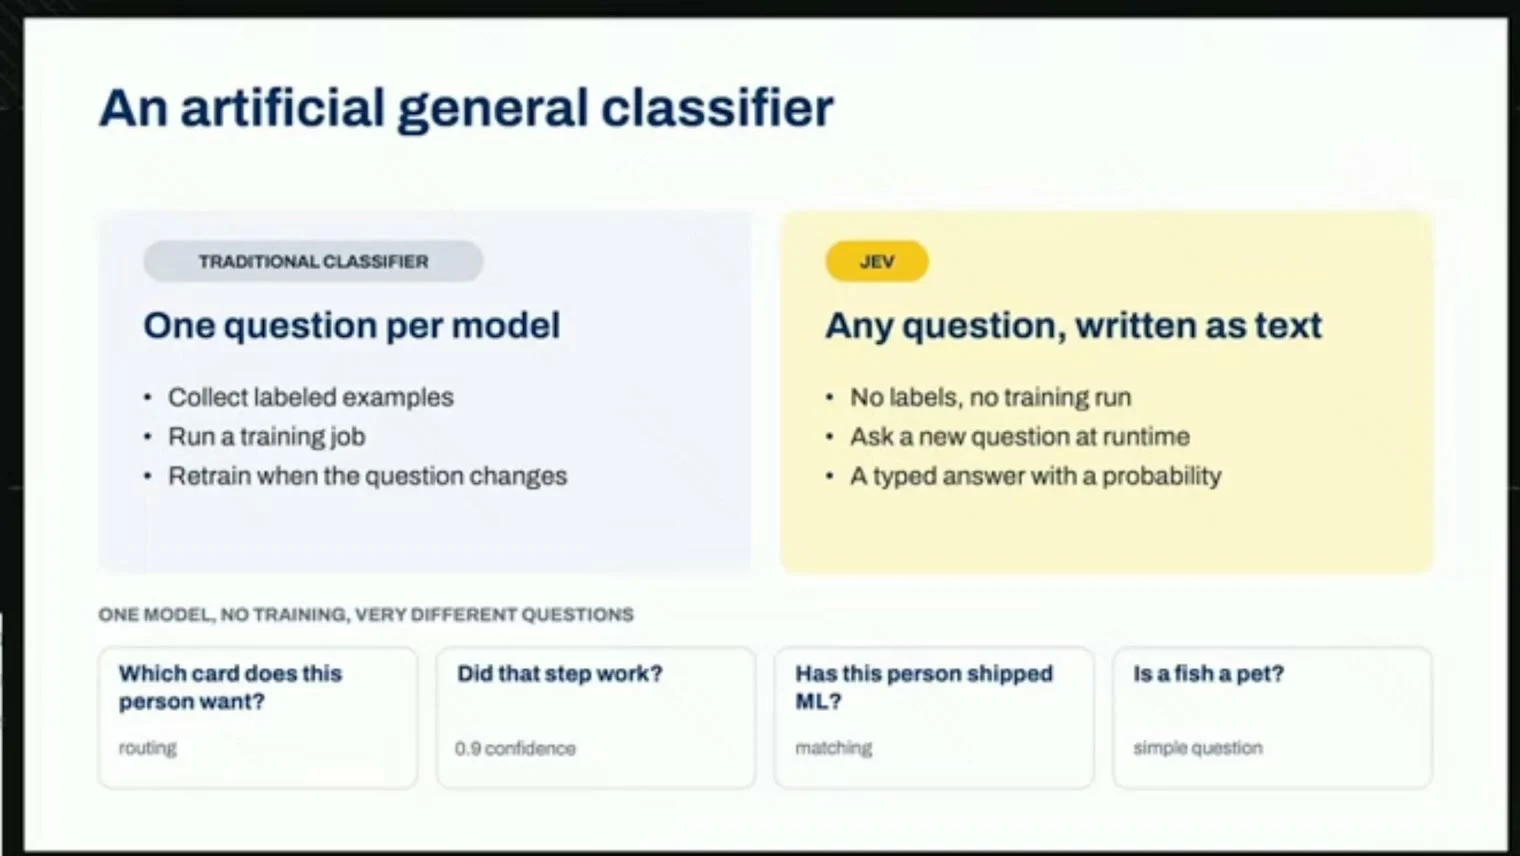 An artificial general classifier
TRADITIONAL CLASSIFIER
One question per model
• Collect labeled examples
• Run a training job
• Retrain when the question changes
JEV
Any question, written as text
• No labels, no training run
• Ask a new question at runtime
• A typed answer with a probability
ONE MODEL, NO TRAINING, VERY DIFFERENT QUESTIONS
Which card does this
person want?
routing
Did that step work?
0.9 confidence
Has this person shipped
ML?
matching
Is a fish a pet?
simple question